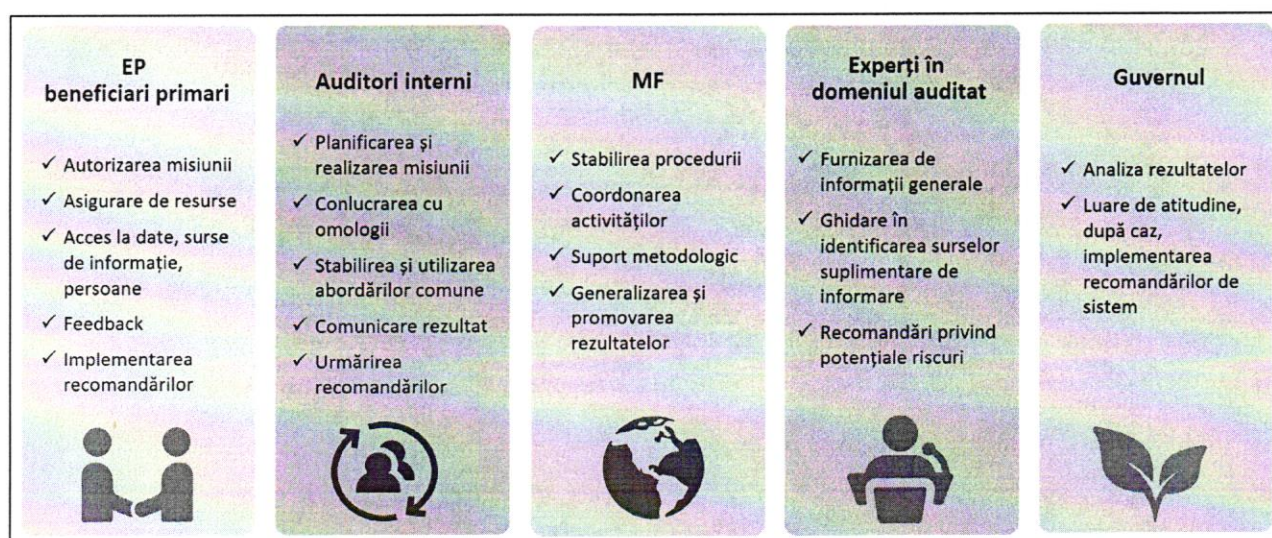 EP
beneficiari primari
✓ Autorizarea misiunii
✓ Asigurare de resurse
✓ Acces la date, surse
de informație,
persoane
✓ Feedback
✓ Implementarea
recomandărilor
Auditori interni
✓ Planificarea și
realizarea misiunii
✓ Conlucrarea cu
omologii
✓ Stabilirea și utilizarea
abordărilor comune
✓ Comunicare rezultat
✓ Urmărirea
recomandărilor
MF
✓ Stabilirea procedurii
✓ Coordonarea
activităților
✓ Suport metodologic
✓ Generalizarea și
promovarea
rezultatelor
Experți în
domeniul auditat
✓ Furnizarea de
informații generale
✓ Ghidare în
identificarea surselor
suplimentare de
informare
✓ Recomandări privind
potențiale riscuri
Guvernul
✓ Analiza rezultatelor
✓ Luare de atitudine,
după caz,
implementarea
recomandărilor de
sistem